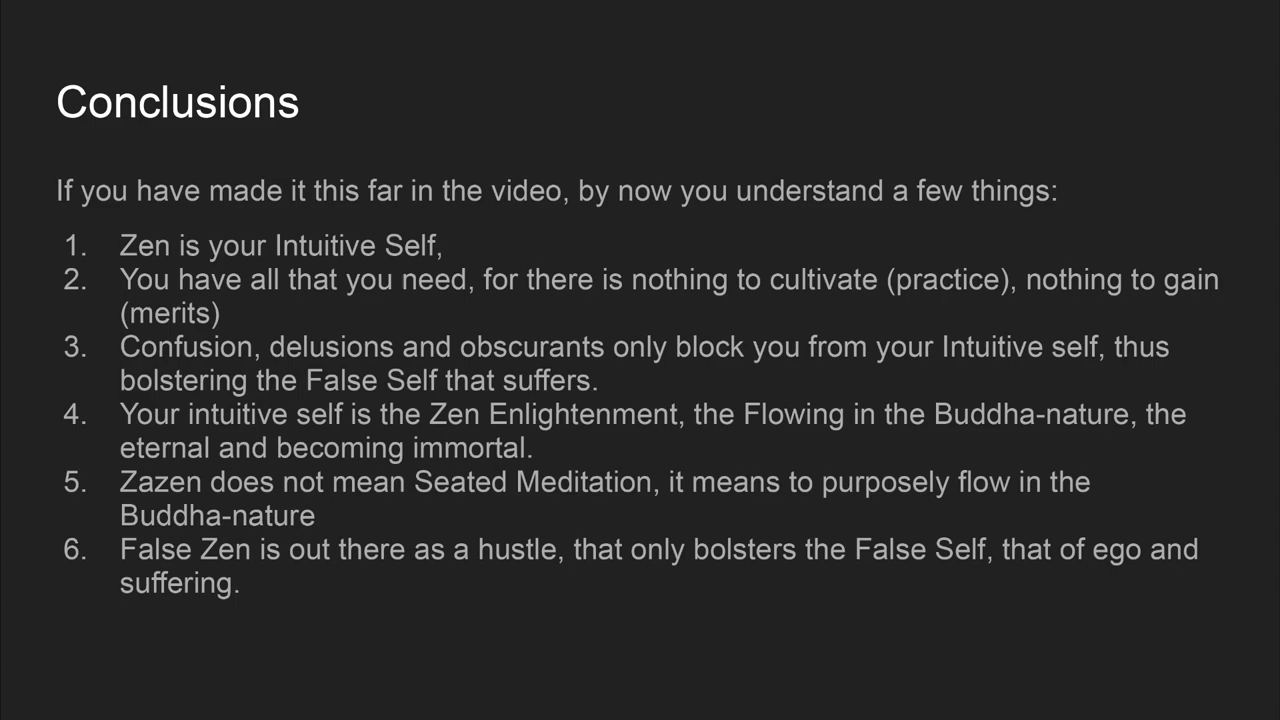 Conclusions
If you have made it this far in the video, by now you understand a few things:
1. Zen is your Intuitive Self,
2. You have all that you need, for there is nothing to cultivate (practice), nothing to gain
(merits)
3. Confusion, delusions and obscurants only block you from your Intuitive self, thus
bolstering the False Self that suffers.
4. Your intuitive self is the Zen Enlightenment, the Flowing in the Buddha-nature, the
eternal and becoming immortal.
5. Zazen does not mean Seated Meditation, it means to purposely flow in the
Buddha-nature
6. False Zen is out there as a hustle, that only bolsters the False Self, that of ego and
suffering.